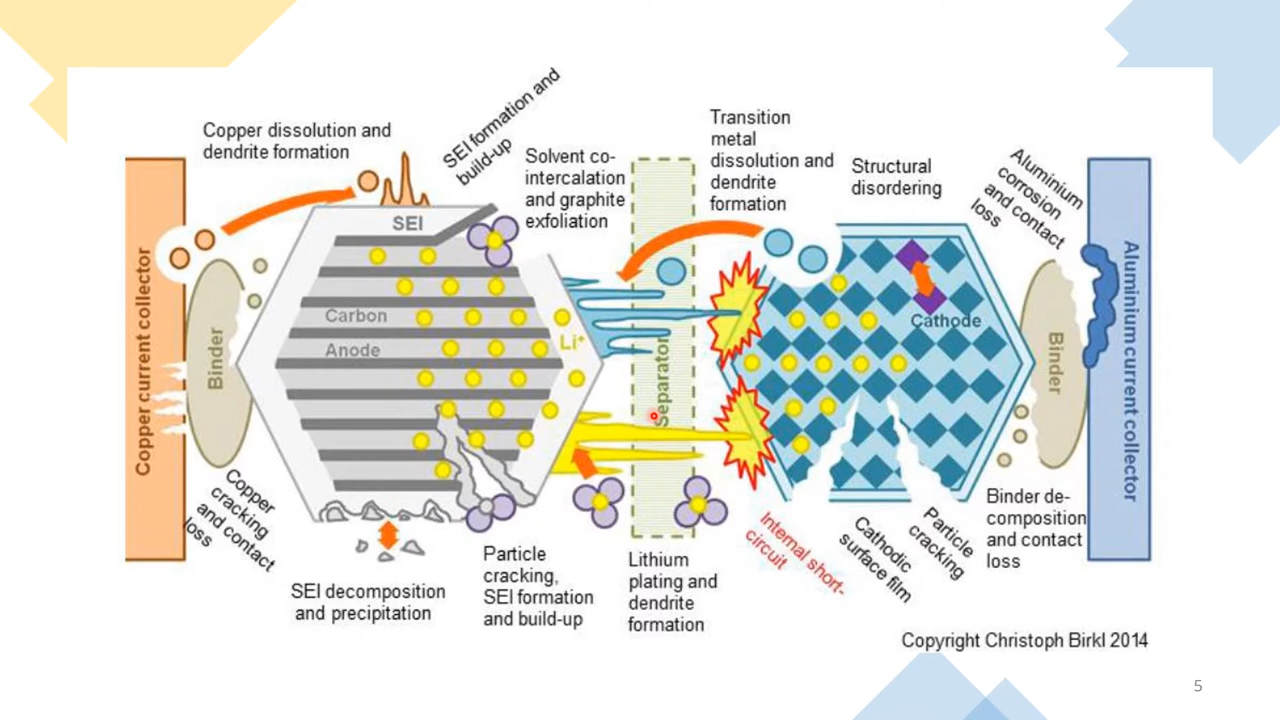 Copper dissolution and
dendrite formation
SEI formation and
build-up
Solvent co-
intercalation
and graphite
exfoliation
Transition
metal
dissolution and
dendrite
formation
Structural
disordering
Aluminium
corrosion
and contact
loss
Copper current collector
Binder
SEI
Carbon
Anode
Li+
Separator
Cathode
Binder
Aluminium current collector
Copper
cracking
and contact
loss
SEI decomposition
and precipitation
Particle
cracking,
SEI formation
and build-up
Lithium
plating and
dendrite
formation
Internal short-
circuit
Cathodic
surface film
Particle
cracking
Binder de-
composition
and contact
loss
Copyright Christoph Birkl 2014
5